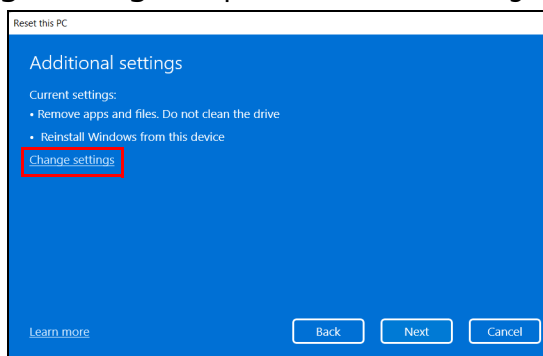 Reset this PC
Additional settings
Current settings:
• Remove apps and files. Do not clean the drive
• Reinstall Windows from this device
Change settings
Learn more
Back Next Cancel